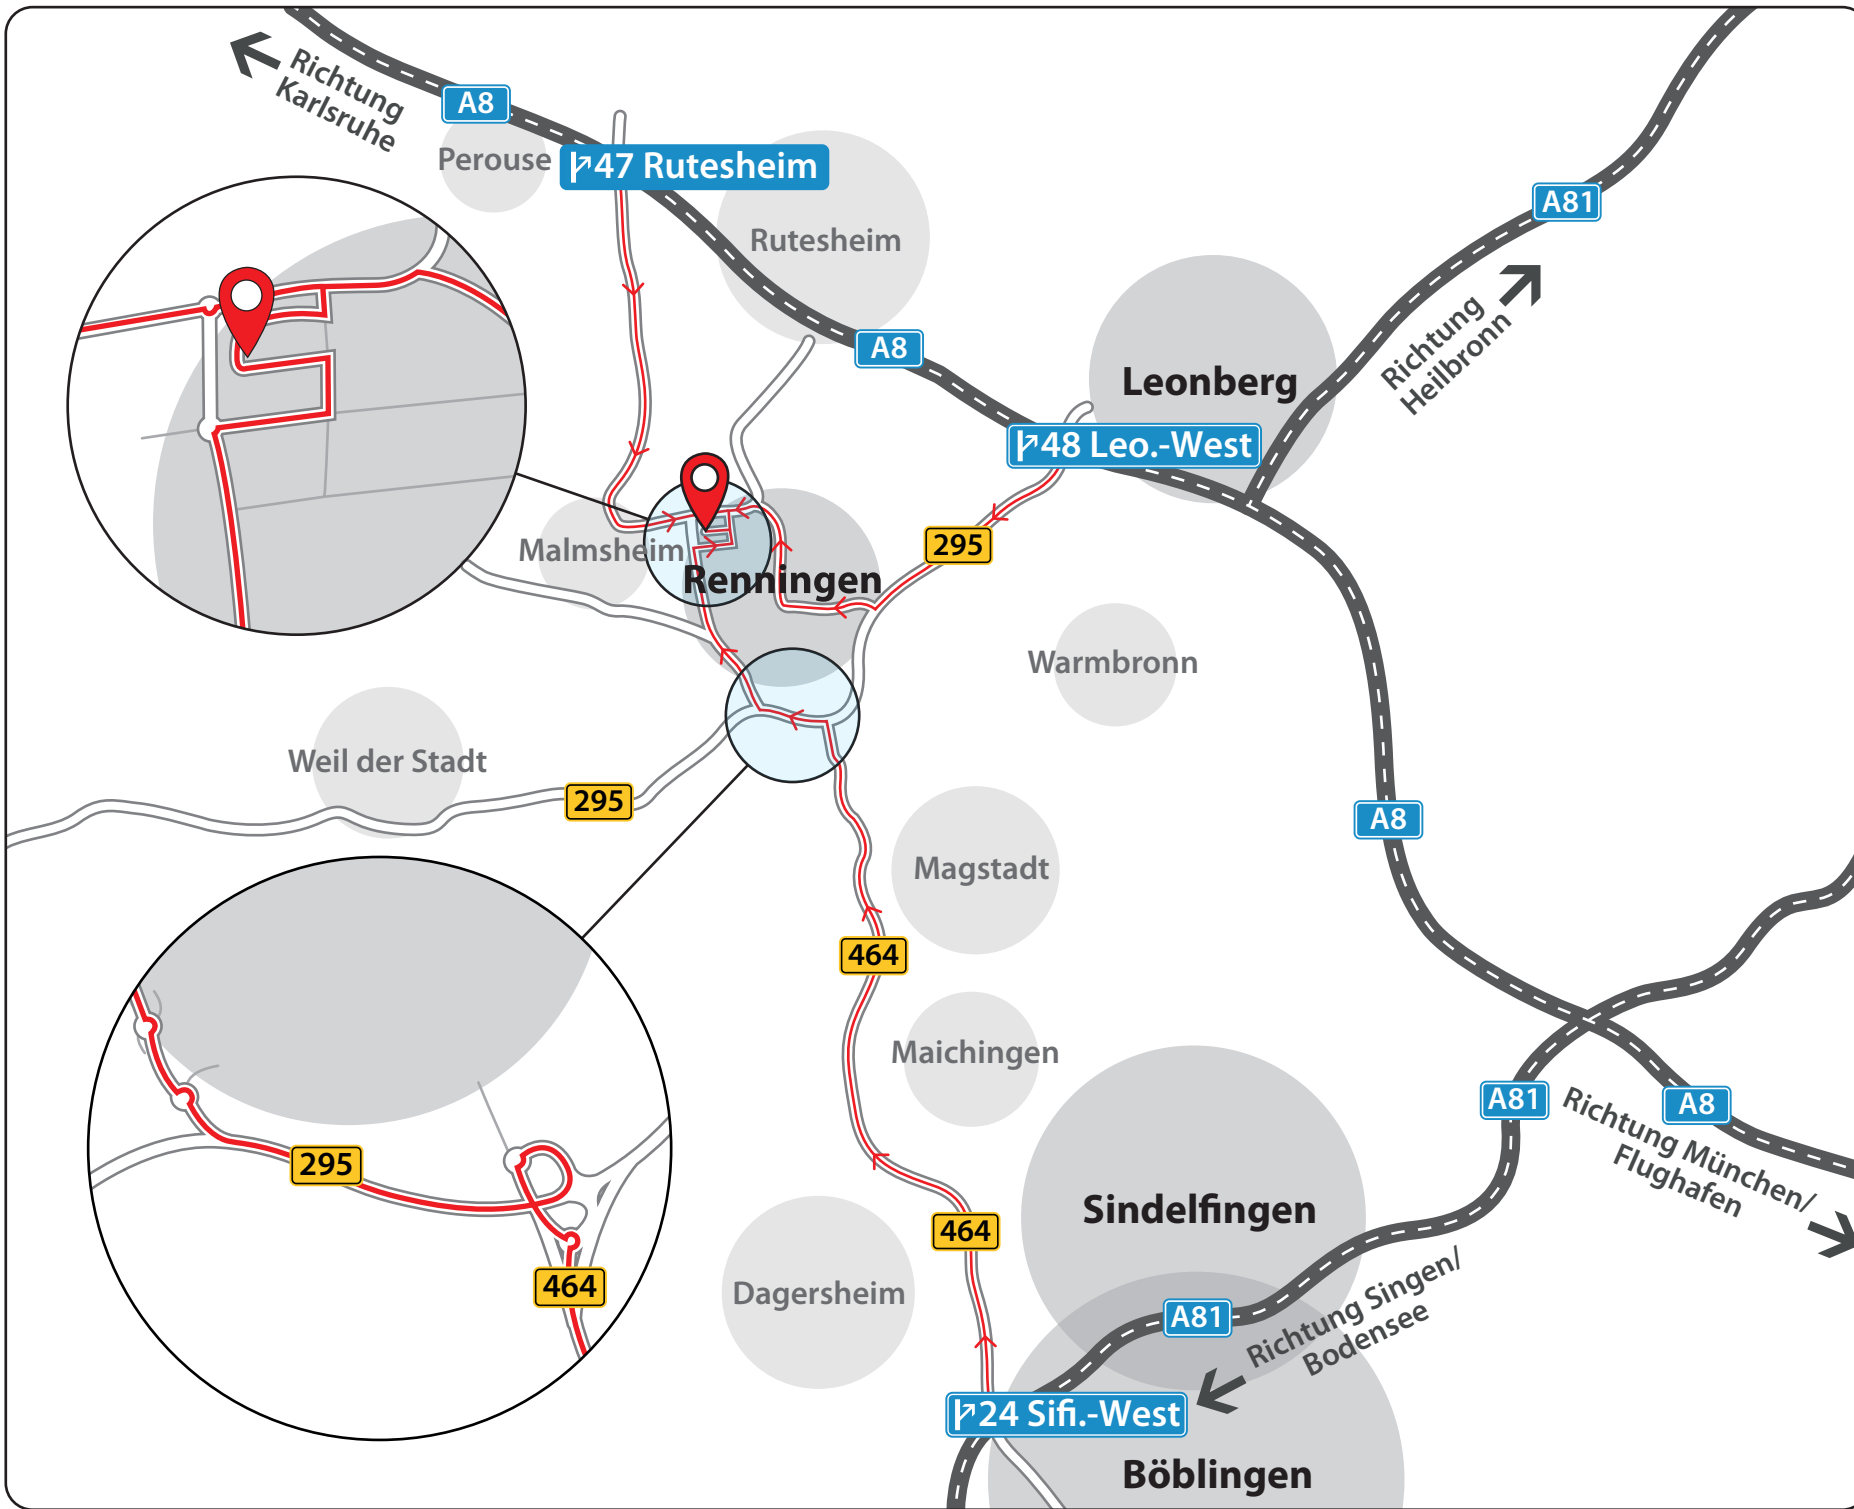 Richtung
Karlsruhe
A8
Perouse
47 Rutesheim
Rutesheim
A81
A8
Richtung
Heilbronn
Leonberg
48 Leo.-West
295
Malmsheim
Renningen
Warmbronn
Weil der Stadt
295
A8
Magstadt
464
Maichingen
A81
A8
Richtung München/
Flughafen
295
Sindelfingen
464
464
Dagersheim
A81
Richtung Singen/
Bodensee
24 Sifi.-West
Böblingen